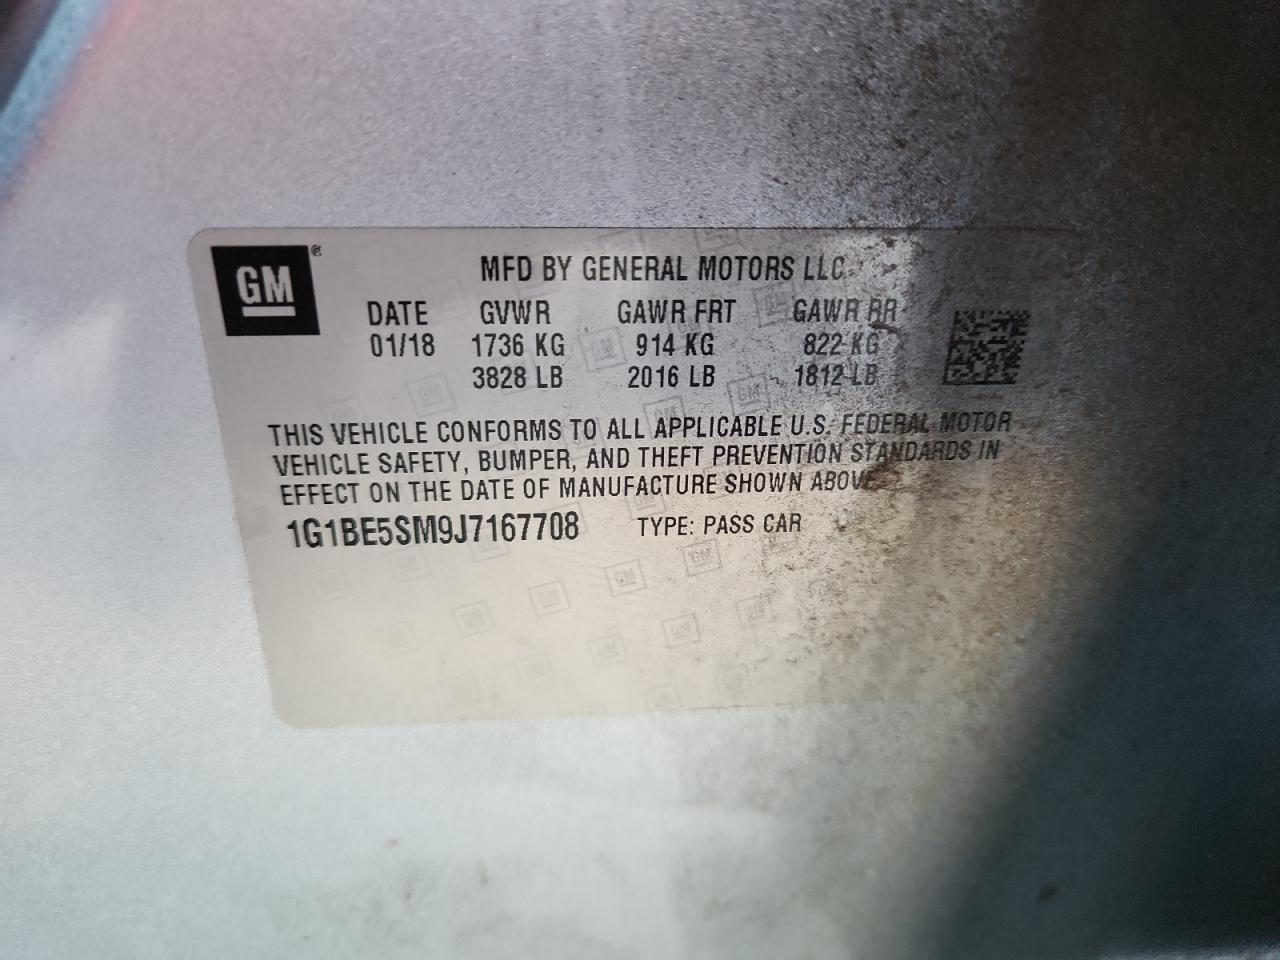 GM®
MFD BY GENERAL MOTORS LLC
DATE GVWR GAWR FRT GAWR RR
01/18 1736 KG 914 KG 822 KG
3828 LB 2016 LB 1812 LB
THIS VEHICLE CONFORMS TO ALL APPLICABLE U.S. FEDERAL MOTOR
VEHICLE SAFETY, BUMPER, AND THEFT PREVENTION STANDARDS IN
EFFECT ON THE DATE OF MANUFACTURE SHOWN ABOVE.
1G1BE5SM9J7167708 TYPE: PASS CAR